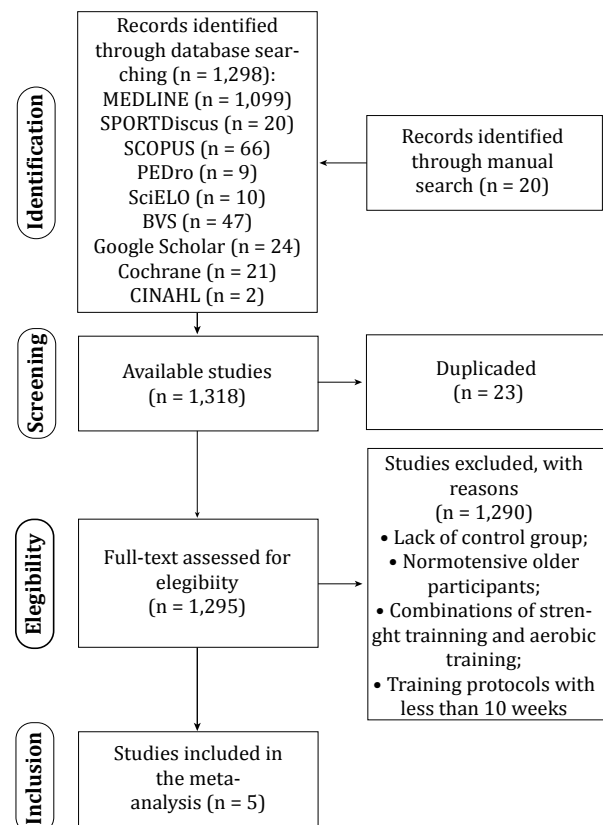 Identification
Records identified
through database sear-
ching (n = 1,298):
MEDLINE n = 1,099)
SPORTDiscus (n = 20)
SCOPUS (n = 66)
PEDro (n = 9)
SciELO (n = 10)
BVS (n = 47)
Google Scholar (n = 24)
Cochrane (n = 21)
CINAHL (n = 2)
Records identified
through manual
search (n = 20)
Screening
Available studies
(n = 1,318)
Duplicaded
(n = 23)
Elegibility
Full-text assessed for
elegibiity
(n = 1,295)
Studies excluded, with
reasons
(n = 1,290)
• Lack of control group;
• Normotensive older
participants;
• Combinations of stren-
ght trainning and aerobic
training;
• Training protocols with
less than 10 weeks
Inclusion
Studies included in
the meta-
analysis (n = 5)